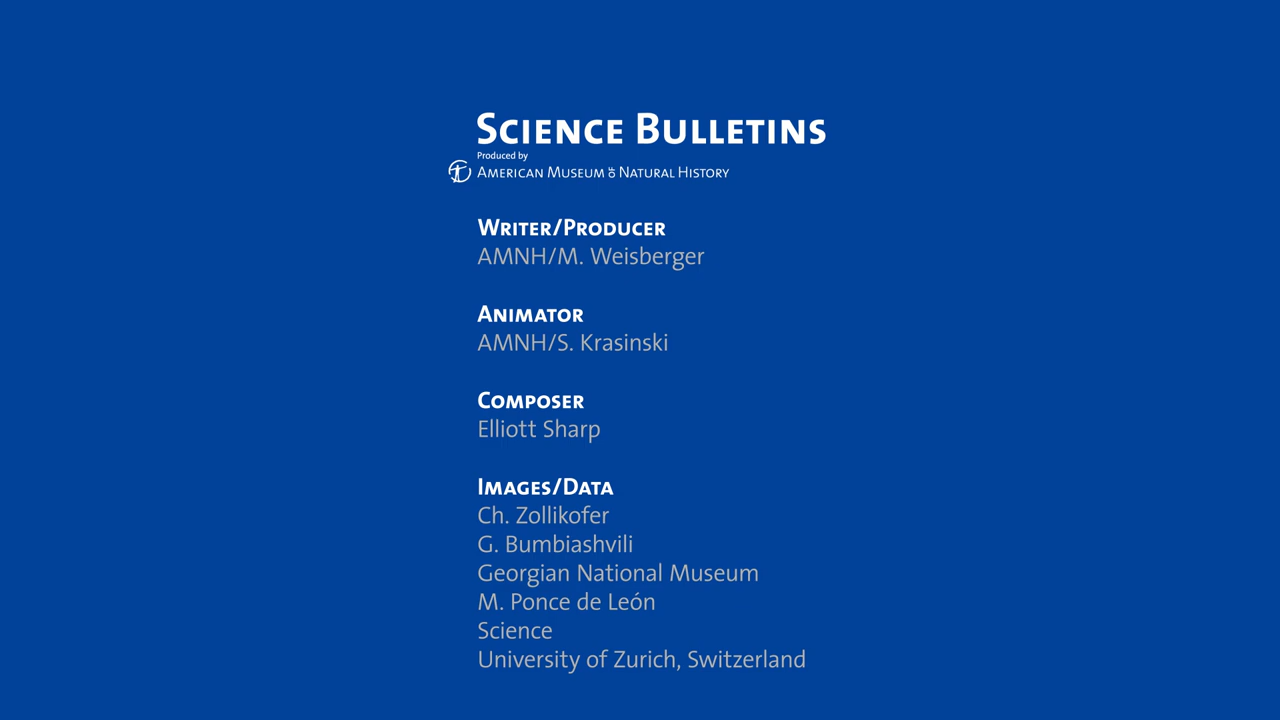 Science Bulletins
Produced by
American Museum of Natural History
Writer/Producer
AMNH/M. Weisberger
Animator
AMNH/S. Krasinski
Composer
Elliott Sharp
Images/Data
Ch. Zollikofer
G. Bumbiashvili
Georgian National Museum
M. Ponce de León
Science
University of Zurich, Switzerland